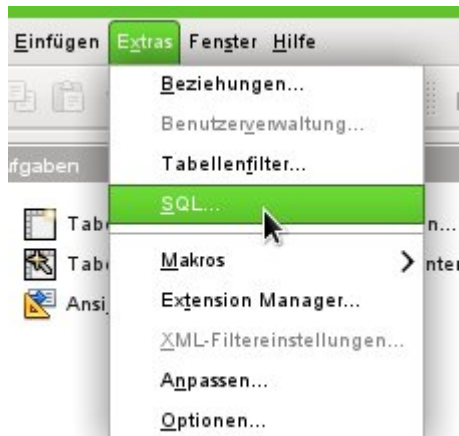 Einfügen Extras Fenster Hilfe
Beziehungen...
Benutzerverwaltung...
Tabellenfilter...
SQL...
Makros
Extension Manager...
XML-Filtereinstellungen...
Anpassen...
Optionen...